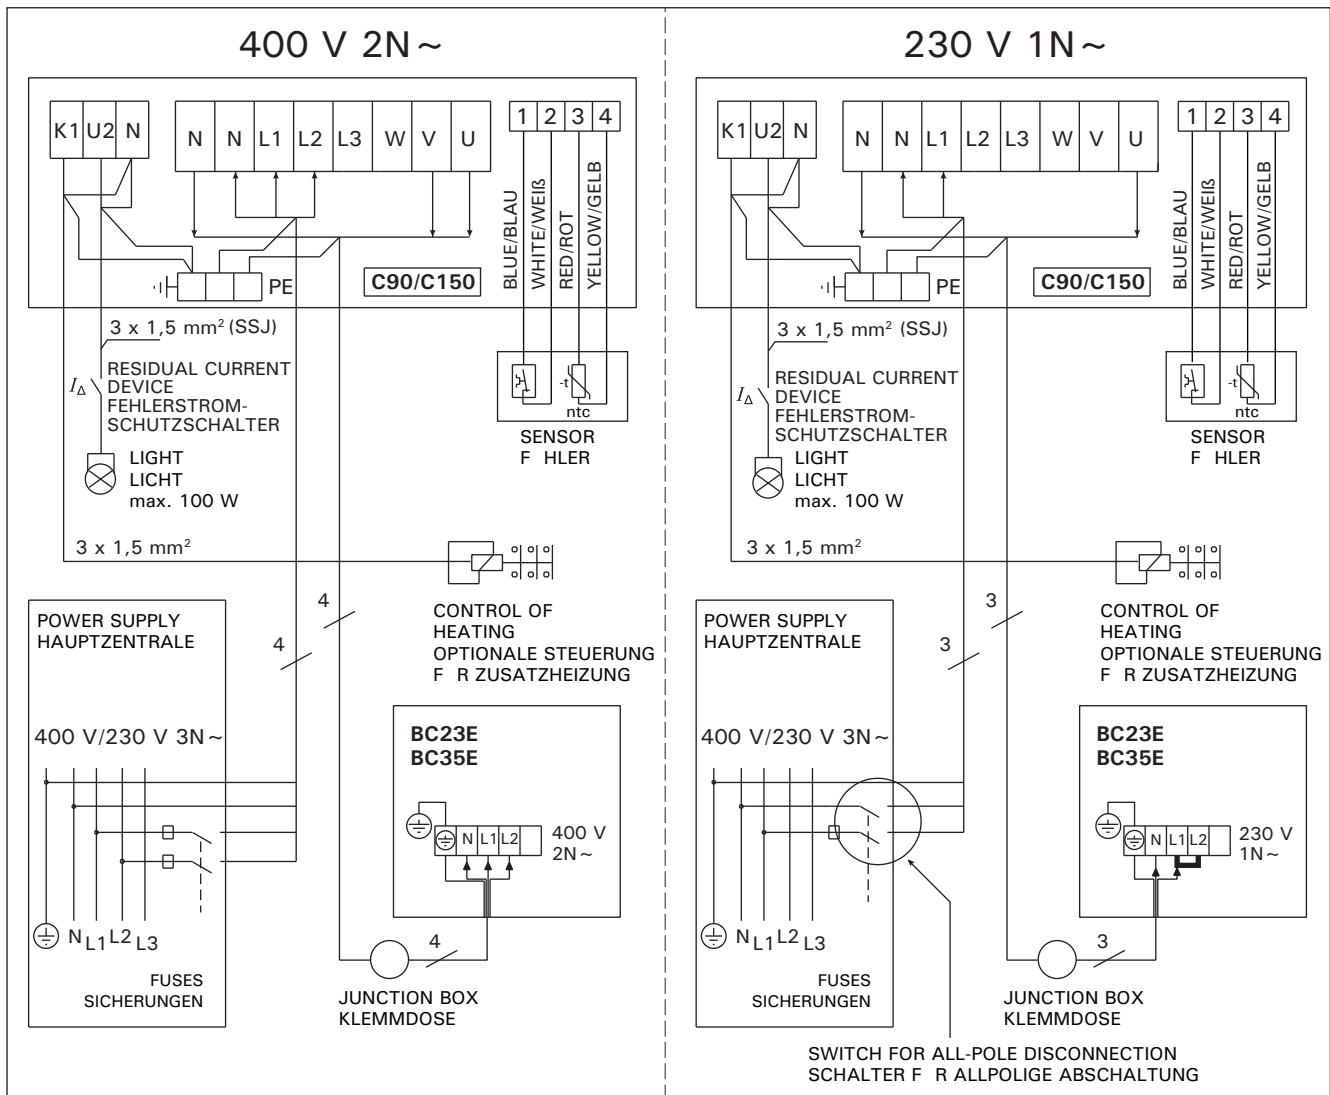 400 V 2N~
K1 U2 N
N N L1 L2 L3 W V U
1 2 3 4
BLUE/BLAU
WHITE/WEIß
RED/ROT
YELLOW/GELB
PE
C90/C150
3 x 1,5 mm² (SSJ)
I∆
RESIDUAL CURRENT
DEVICE
FEHLERSTROM-
SCHUTZSCHALTER
LIGHT
LICHT
max. 100 W
-t
ntc
SENSOR
F HLER
3 x 1,5 mm²
CONTROL OF
HEATING
OPTIONALE STEUERUNG
F R ZUSATZHEIZUNG
4
4
POWER SUPPLY
HAUPTZENTRALE
400 V/230 V 3N~
N L1 L2 L3
FUSES
SICHERUNGEN
BC23E
BC35E
N L1 L2
400 V
2N~
4
JUNCTION BOX
KLEMMDOSE
230 V 1N~
K1 U2 N
N N L1 L2 L3 W V U
1 2 3 4
BLUE/BLAU
WHITE/WEIß
RED/ROT
YELLOW/GELB
PE
C90/C150
3 x 1,5 mm² (SSJ)
I∆
RESIDUAL CURRENT
DEVICE
FEHLERSTROM-
SCHUTZSCHALTER
LIGHT
LICHT
max. 100 W
-t
ntc
SENSOR
F HLER
3 x 1,5 mm²
CONTROL OF
HEATING
OPTIONALE STEUERUNG
F R ZUSATZHEIZUNG
3
3
POWER SUPPLY
HAUPTZENTRALE
400 V/230 V 3N~
N L1 L2 L3
FUSES
SICHERUNGEN
BC23E
BC35E
N L1 L2
230 V
1N~
3
JUNCTION BOX
KLEMMDOSE
SWITCH FOR ALL-POLE DISCONNECTION
SCHALTER F R ALLPOLIGE ABSCHALTUNG